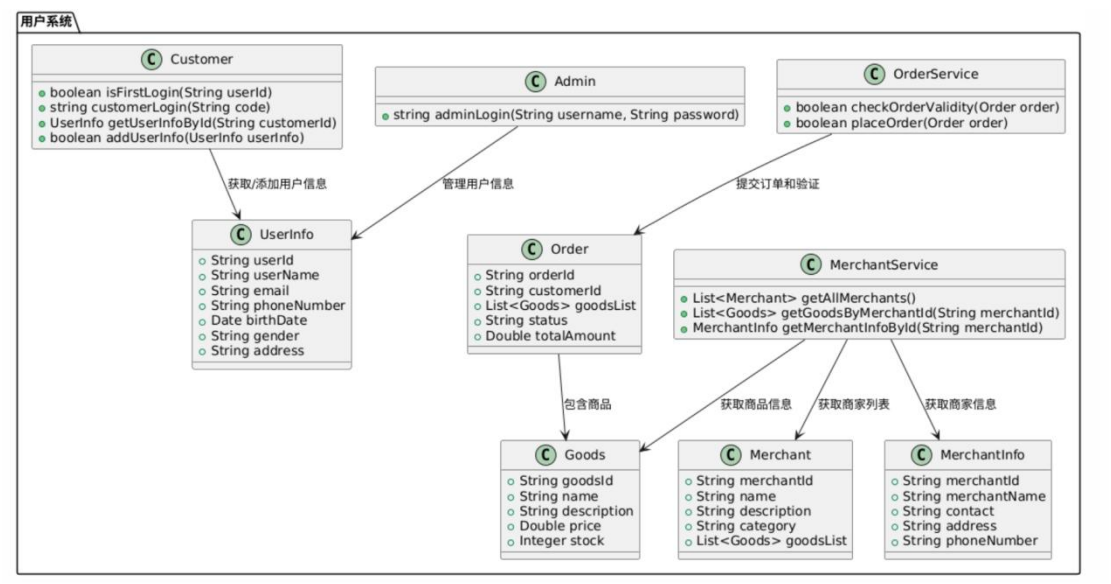 用户系统
C Customer
boolean isFirstLogin(String userId)
string customerLogin(String code)
UserInfo getUserInfoById(String customerId)
boolean addUserInfo(UserInfo userInfo)
C Admin
string adminLogin(String username, String password)
C OrderService
boolean checkOrderValidity(Order order)
boolean placeOrder(Order order)
获取/添加用户信息
管理用户信息
提交订单和验证
C UserInfo
String userId
String userName
String email
String phoneNumber
Date birthDate
String gender
String address
C Order
String orderId
String customerId
List<Goods> goodsList
String status
Double totalAmount
C MerchantService
List<Merchant> getAllMerchants()
List<Goods> getGoodsByMerchantId(String merchantId)
MerchantInfo getMerchantInfoById(String merchantId)
包含商品
获取商品信息
获取商家列表
获取商家信息
C Goods
String goodsId
String name
String description
Double price
Integer stock
C Merchant
String merchantId
String name
String description
String category
List<Goods> goodsList
C MerchantInfo
String merchantId
String merchantName
String contact
String address
String phoneNumber